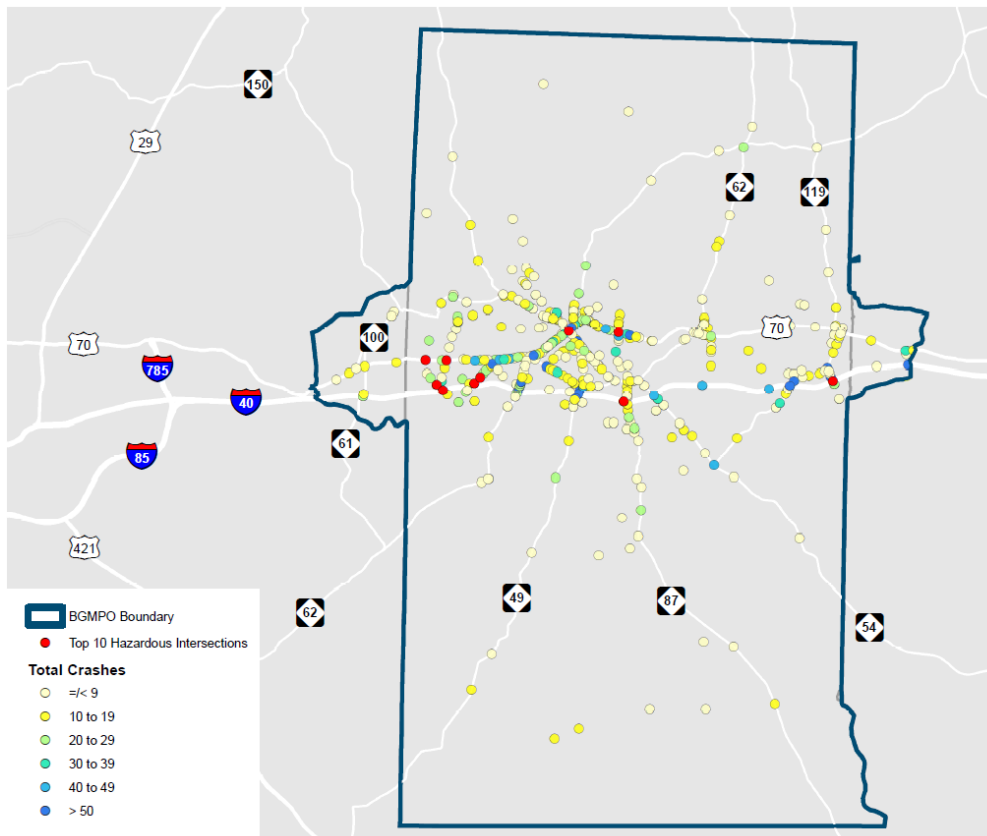 150
29
62
119
70
100
70
785
40
61
85
421
49
87
62
54
BGMPO Boundary
Top 10 Hazardous Intersections
Total Crashes
=/< 9
10 to 19
20 to 29
30 to 39
40 to 49
> 50